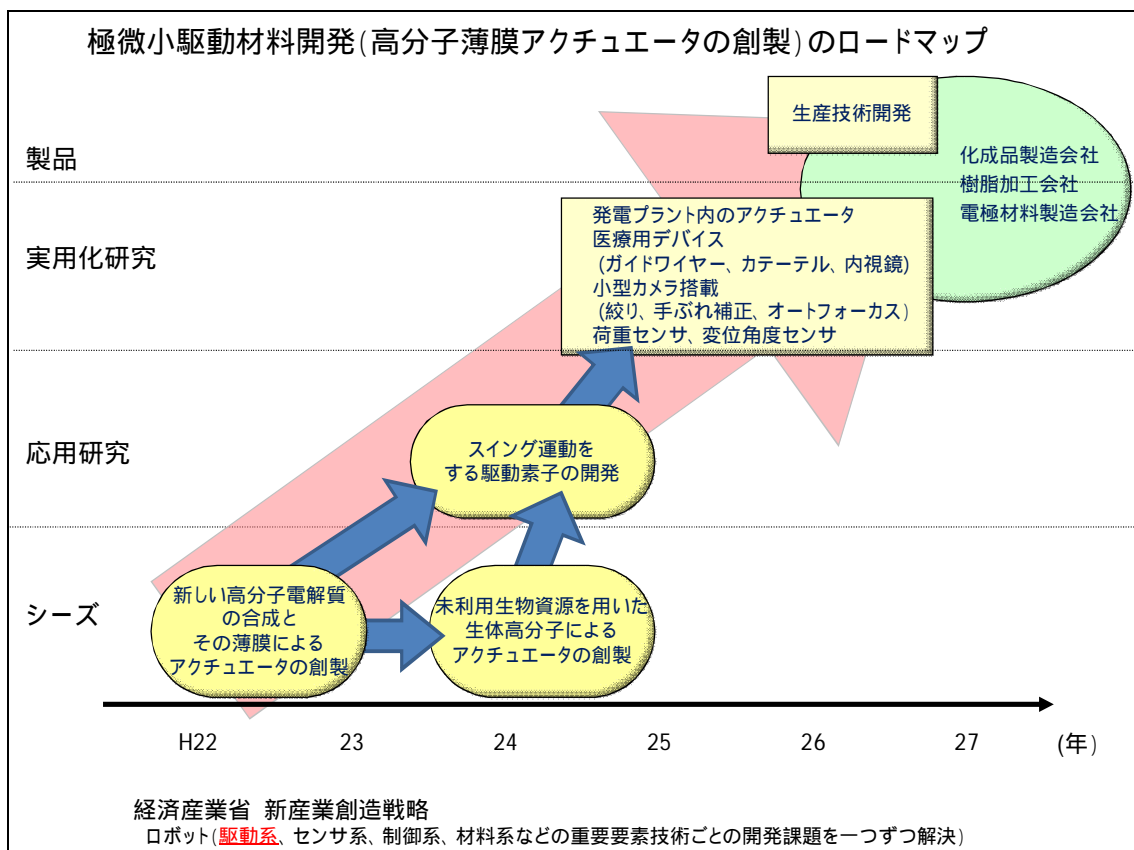 極微小駆動材料開発(高分子薄膜アクチュエータの創製)のロードマップ
生産技術開発
製品
化成品製造会社
樹脂加工会社
電極材料製造会社
実用化研究
発電プラント内のアクチュエータ
医療用デバイス
(ガイドワイヤー、カテーテル、内視鏡)
小型カメラ搭載
(絞り、手ぶれ補正、オートフォーカス)
荷重センサ、変位角度センサ
応用研究
スイング運動を
する駆動素子の開発
シーズ
新しい高分子電解質
の合成と
その薄膜による
アクチュエータの創製
未利用生物資源を用いた
生体高分子による
アクチュエータの創製
H22 23 24 25 26 27 (年)
経済産業省 新産業創造戦略
ロボット(駆動系、センサ系、制御系、材料系などの重要要素技術ごとの開発課題を一つずつ解決)